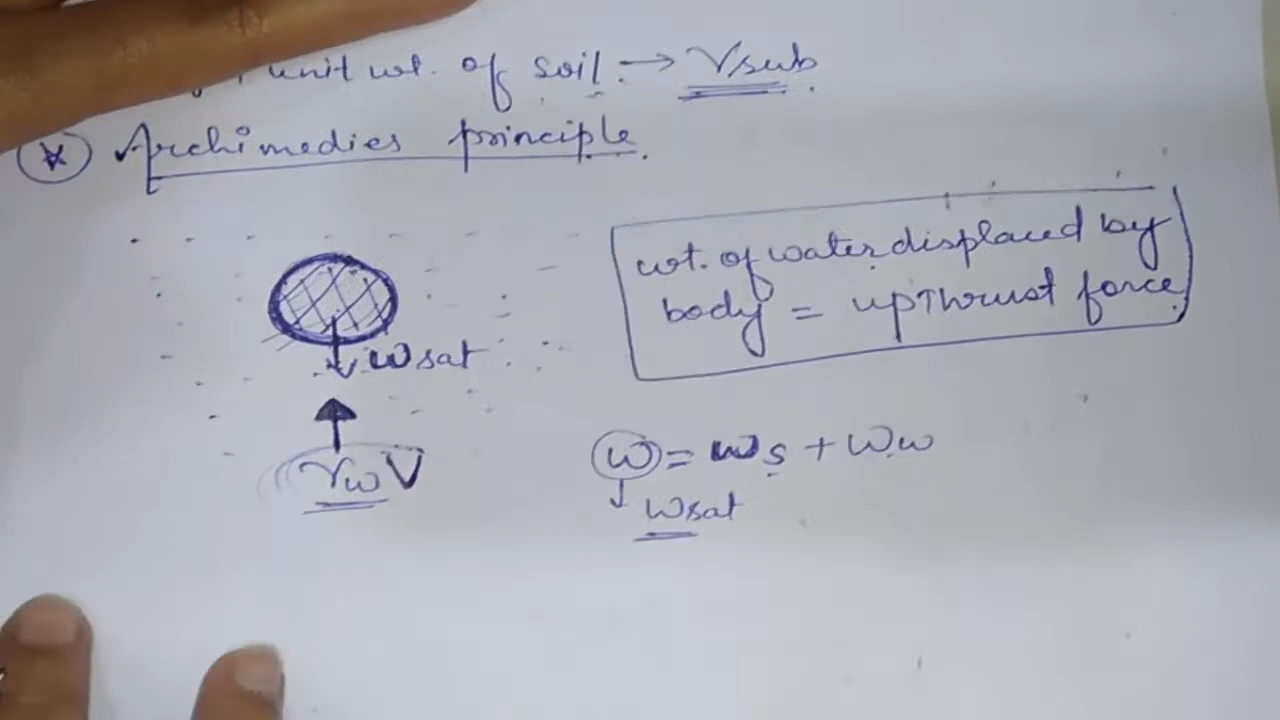 unit wt. of soil. → γsub.
* Archimedies principle.
wt. of water displaced by
body = upthrust force
wsat
γw V
w = ws + ww
↓ wsat